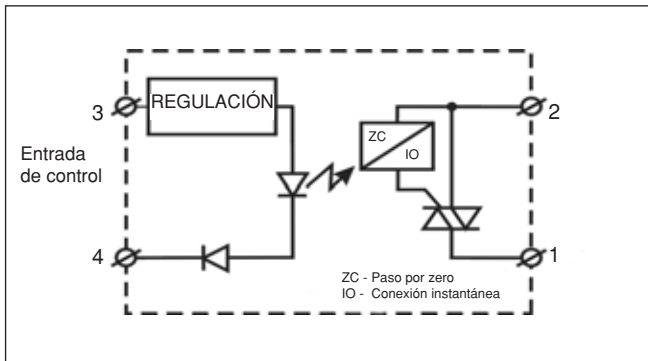 REGULACIÓN
3
2
ZC
IO
Entrada
de control
4
1
ZC - Paso por zero
IO - Conexión instantánea